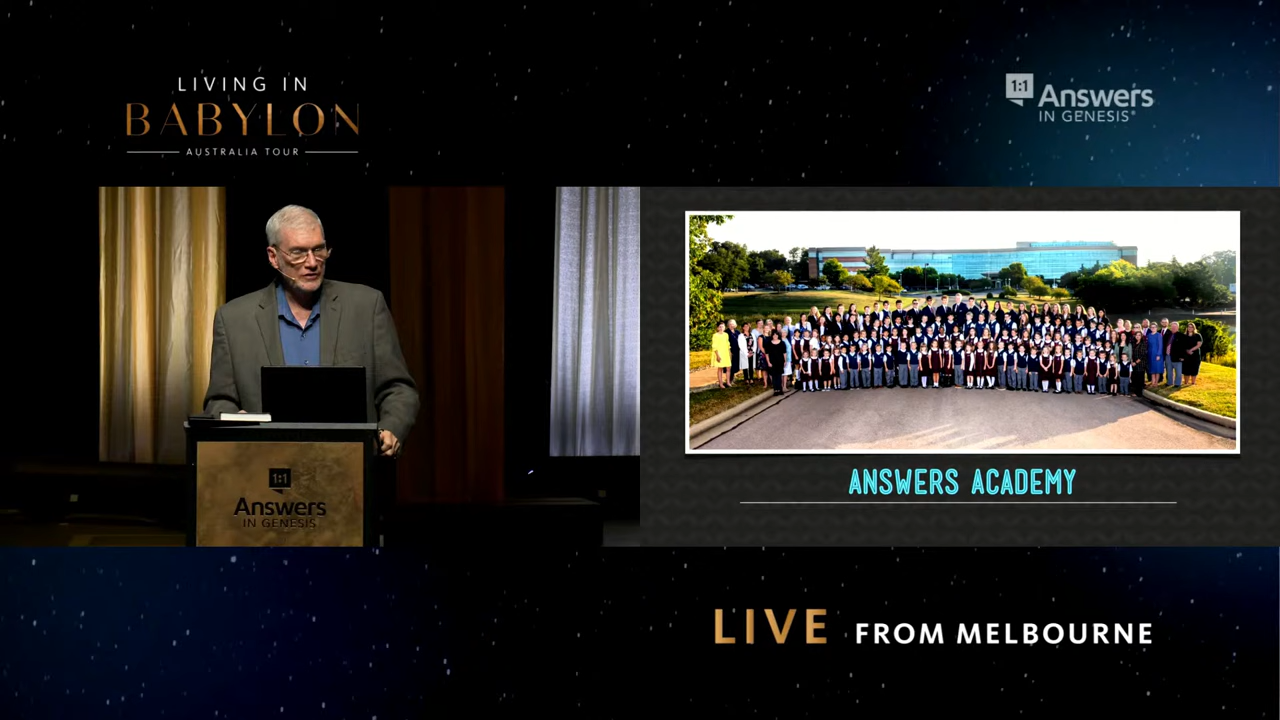 LIVING IN
BABYLON
AUSTRALIA TOUR
1:1
Answers
IN GENESIS®
1:1
Answers
IN GENESIS
ANSWERS ACADEMY
LIVE FROM MELBOURNE